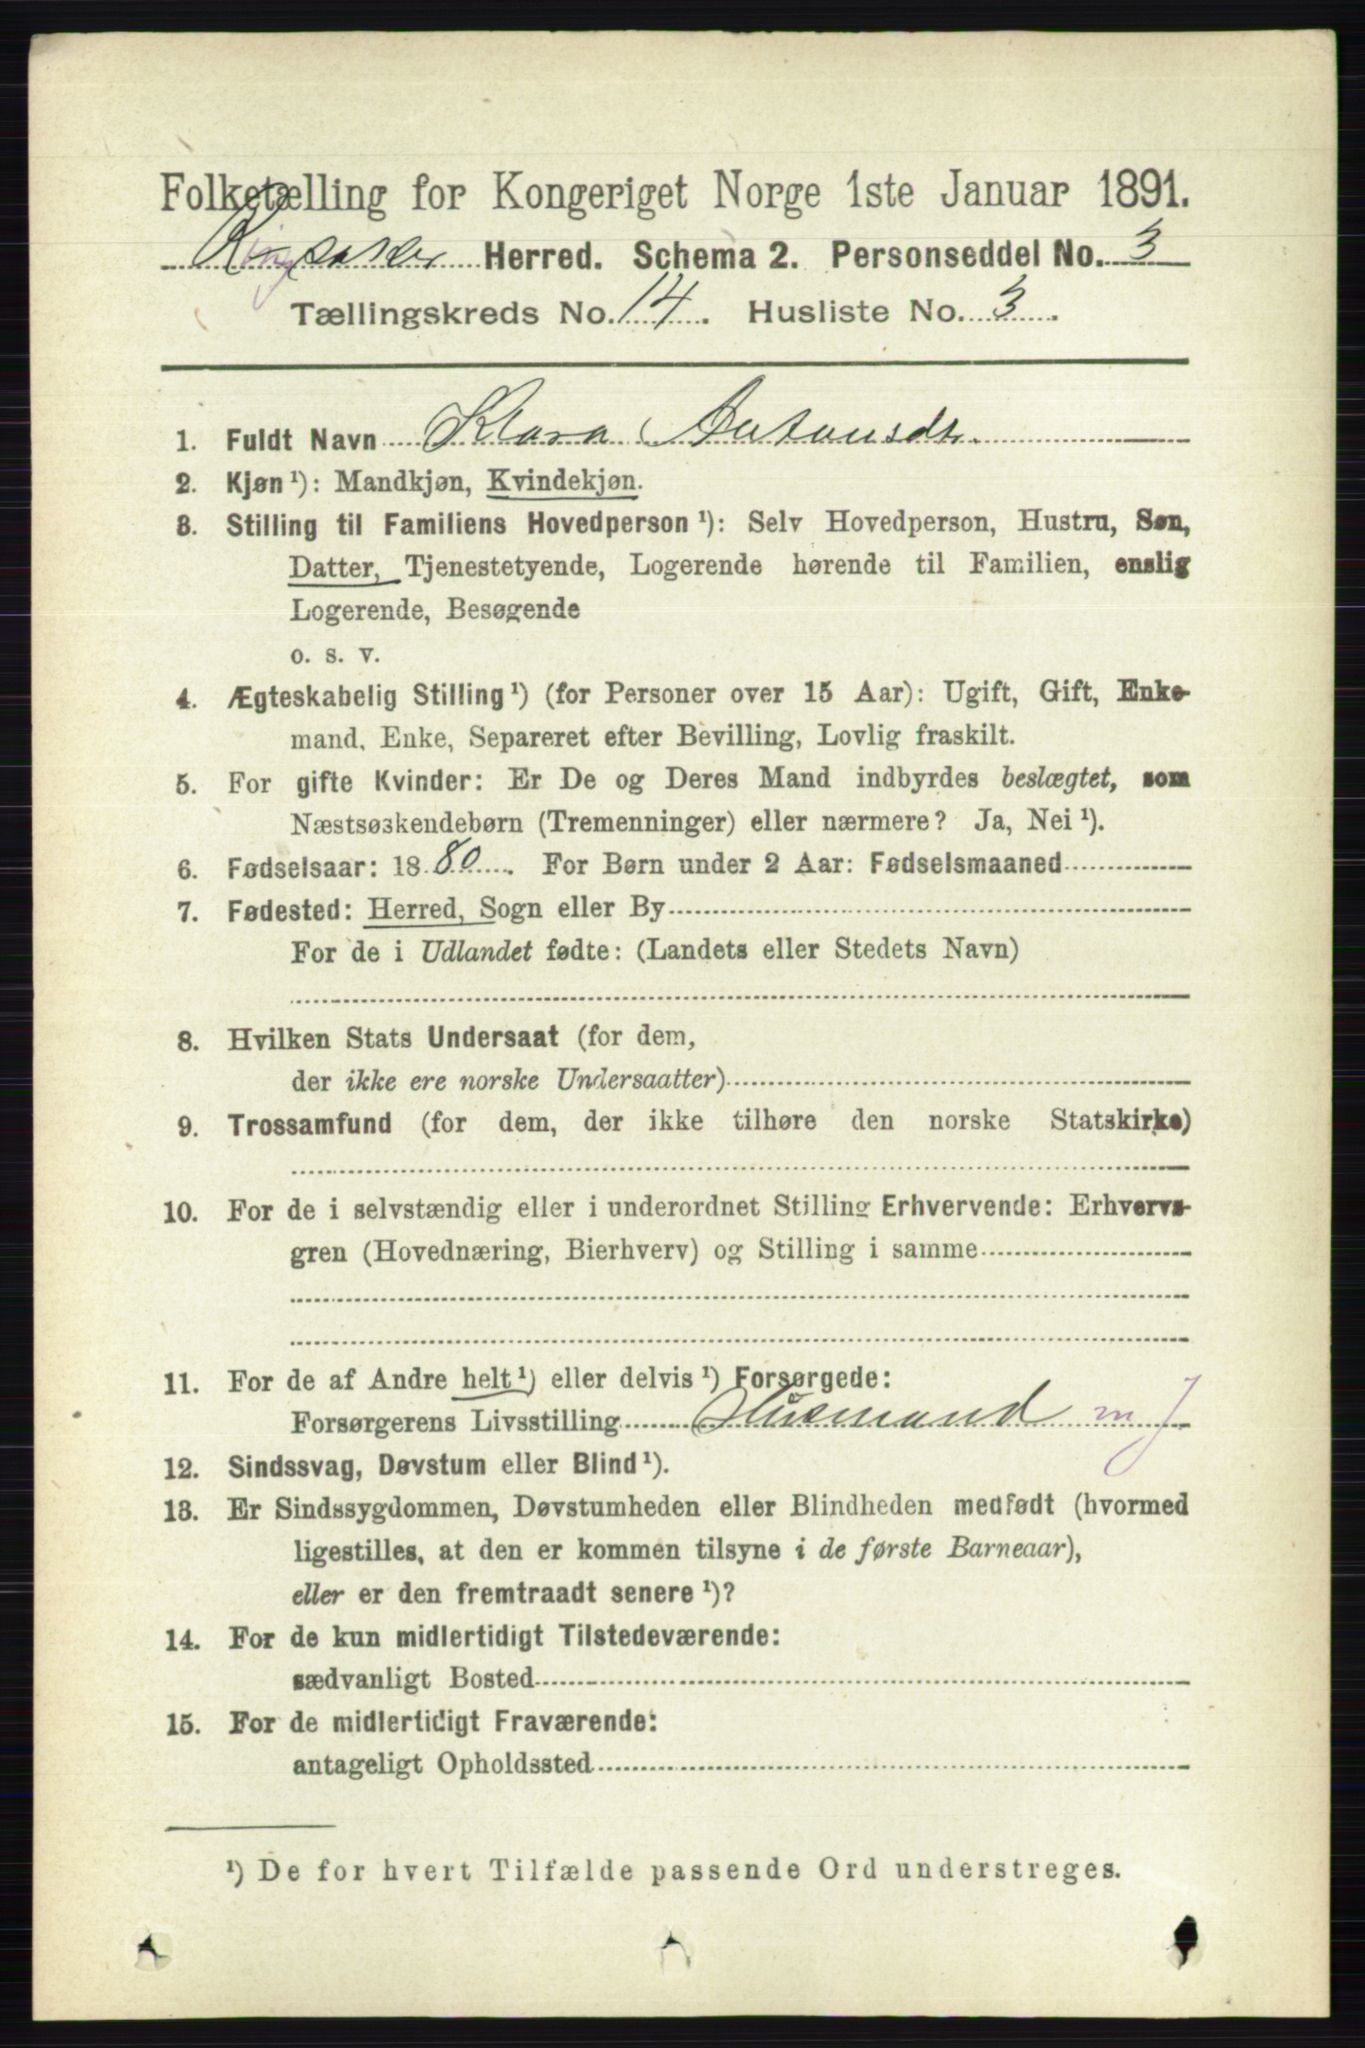 Folketælling for Kongeriget Norge 1ste Januar 1891.
Ringsaker Herred. Schema 2. Personseddel No. 3
Tællingskreds No. 14. Husliste No. 3.
1. Fuldt Navn Klara Antonsdtr.
2. Kjøn ¹): Mandkjøn, Kvindekjøn.
3. Stilling til Familiens Hovedperson ¹): Selv Hovedperson, Hustru, Søn,
Datter, Tjenestetyende, Logerende hørende til Familien, enslig
Logerende, Besøgende
o. s. v.
4. Ægteskabelig Stilling ¹) (for Personer over 15 Aar): Ugift, Gift, Enke-
mand, Enke, Separeret efter Bevilling, Lovlig fraskilt.
5. For gifte Kvinder: Er De og Deres Mand indbyrdes beslægtet, som
Næstsøskendebørn (Tremenninger) eller nærmere? Ja, Nei ¹).
6. Fødselsaar: 1880. For Børn under 2 Aar: Fødselsmaaned
7. Fødested: Herred, Sogn eller By
For de i Udlandet fødte: (Landets eller Stedets Navn)
8. Hvilken Stats Undersaat (for dem,
der ikke ere norske Undersaatter)
9. Trossamfund (for dem, der ikke tilhøre den norske Statskirke)
10. For de i selvstændig eller i underordnet Stilling Erhvervende: Erhvervs-
gren (Hovednæring, Bierhverv) og Stilling i samme
11. For de af Andre helt ¹) eller delvis ¹) Forsørgede:
Forsørgerens Livsstilling Husmand m J.
12. Sindssvag, Døvstum eller Blind ¹).
13. Er Sindssygdommen, Døvstumheden eller Blindheden medfødt (hvormed
ligestilles, at den er kommen tilsyne i de første Barneaar),
eller er den fremtraadt senere ¹)?
14. For de kun midlertidigt Tilstedeværende:
sædvanligt Bosted
15. For de midlertidigt Fraværende:
antageligt Opholdssted
¹) De for hvert Tilfælde passende Ord understreges.